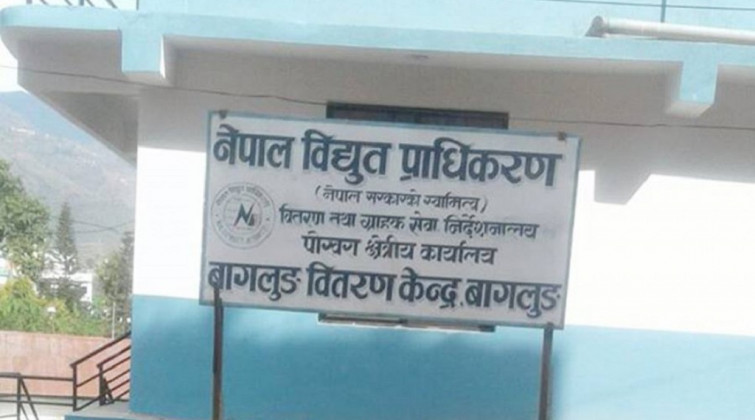 नेपाल विद्युत प्राधिकरण
(नेपाल सरकारको स्वामित्व)
वितरण तथा ग्राहक सेवा निर्देशनालय
पोखरा क्षेत्रीय कार्यालय
बागलुङ वितरण केन्द्र, बागलुङ